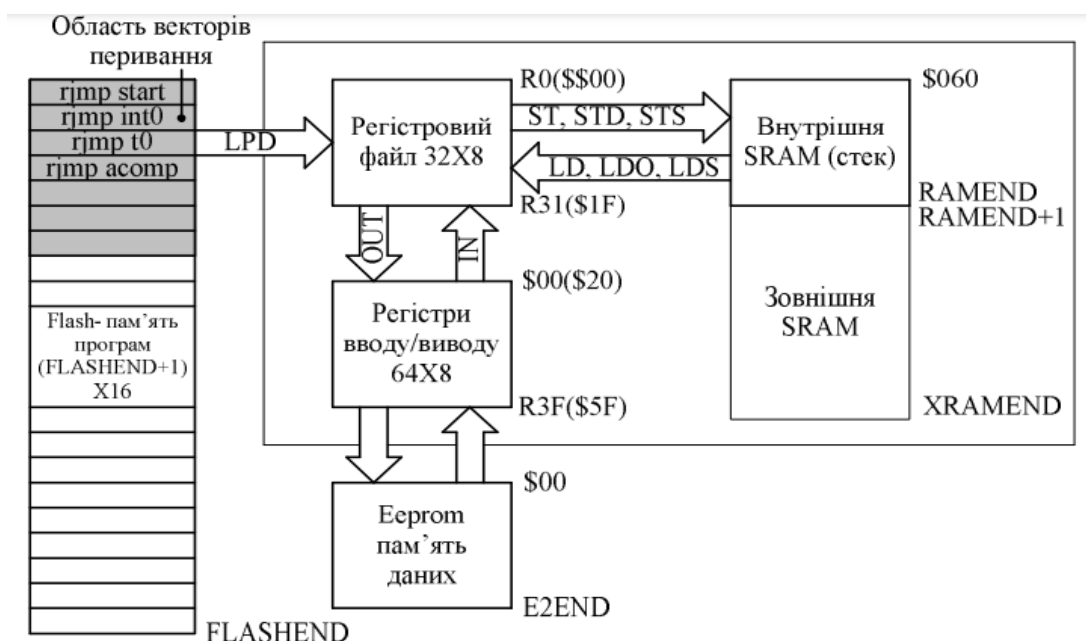 Область векторів
перивання
rjmp start
rjmp int0
rjmp t0
rjmp acomp
Flash- пам’ять
програм
(FLASHEND+1)
X16
FLASHEND
LPD
Регістровий
файл 32X8
R0($$00)
R31($1F)
ST, STD, STS
LD, LDO, LDS
Внутрішня
SRAM (стек)
$060
RAMEND
RAMEND+1
Зовнішня
SRAM
XRAMEND
OUT
IN
Регістри
вводу/виводу
64X8
$00($20)
R3F($5F)
Eeprom
пам’ять
даних
$00
E2END